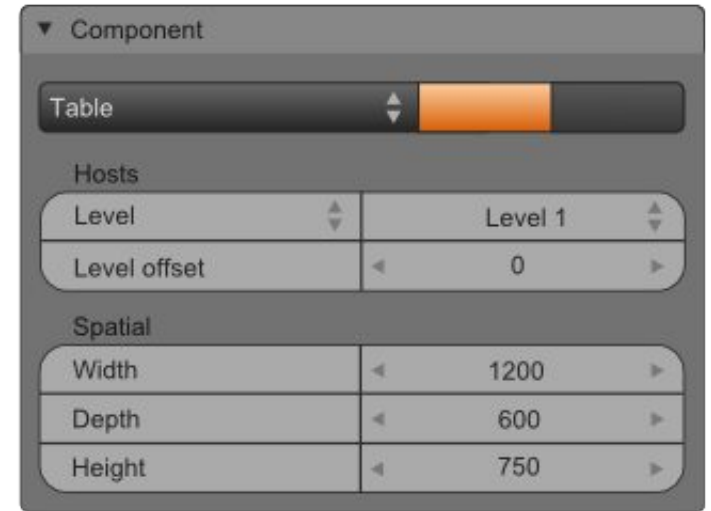 Component
Table
Hosts
Level Level 1
Level offset 0
Spatial
Width 1200
Depth 600
Height 750